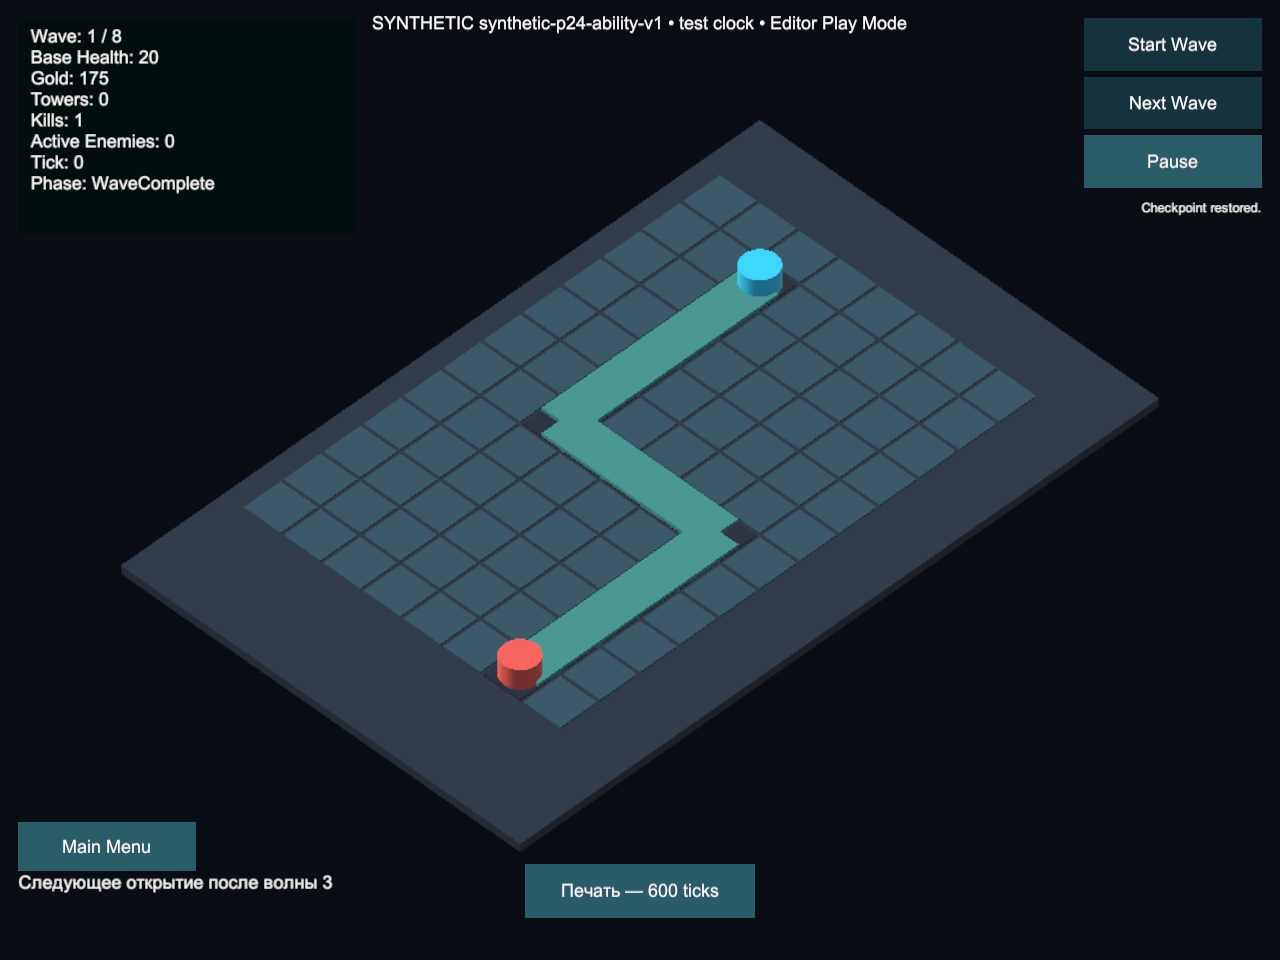 SYNTHETIC synthetic-p24-ability-v1 • test clock • Editor Play Mode
Wave: 1 / 8
Base Health: 20
Gold: 175
Towers: 0
Kills: 1
Active Enemies: 0
Tick: 0
Phase: WaveComplete
Start Wave
Next Wave
Pause
Checkpoint restored.
Main Menu
Следующее открытие после волны 3
Печать — 600 ticks